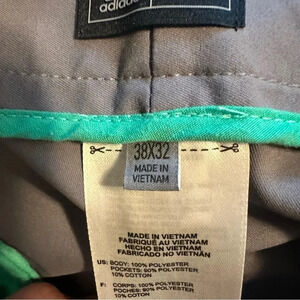 adidas
38X32
MADE IN
VIETNAM
MADE IN VIETNAM
FABRIQUÉ AU VIETNAM
HECHO EN VIETNAM
FABRICADO NO VIETNÃN
US: BODY: 100% POLYESTER
POCKETS: 90% POLYESTER
10% COTTON
F: CORPS: 100% POLYESTER
POCHES: 90% POLYESTER
10% COTON